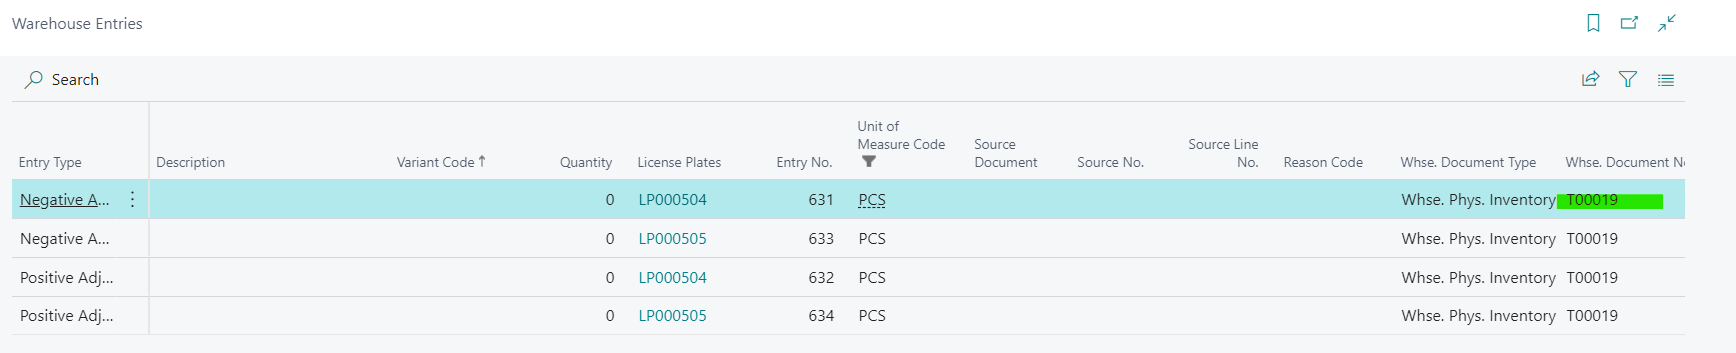 Warehouse Entries
Search
Entry Type Description Variant Code ↑ Quantity License Plates Entry No. Unit of Measure Code Source Document Source No. Source Line No. Reason Code Whse. Document Type Whse. Document No
Negative A... 0 LP000504 631 PCS Whse. Phys. Inventory T00019
Negative A... 0 LP000505 633 PCS Whse. Phys. Inventory T00019
Positive Adj... 0 LP000504 632 PCS Whse. Phys. Inventory T00019
Positive Adj... 0 LP000505 634 PCS Whse. Phys. Inventory T00019